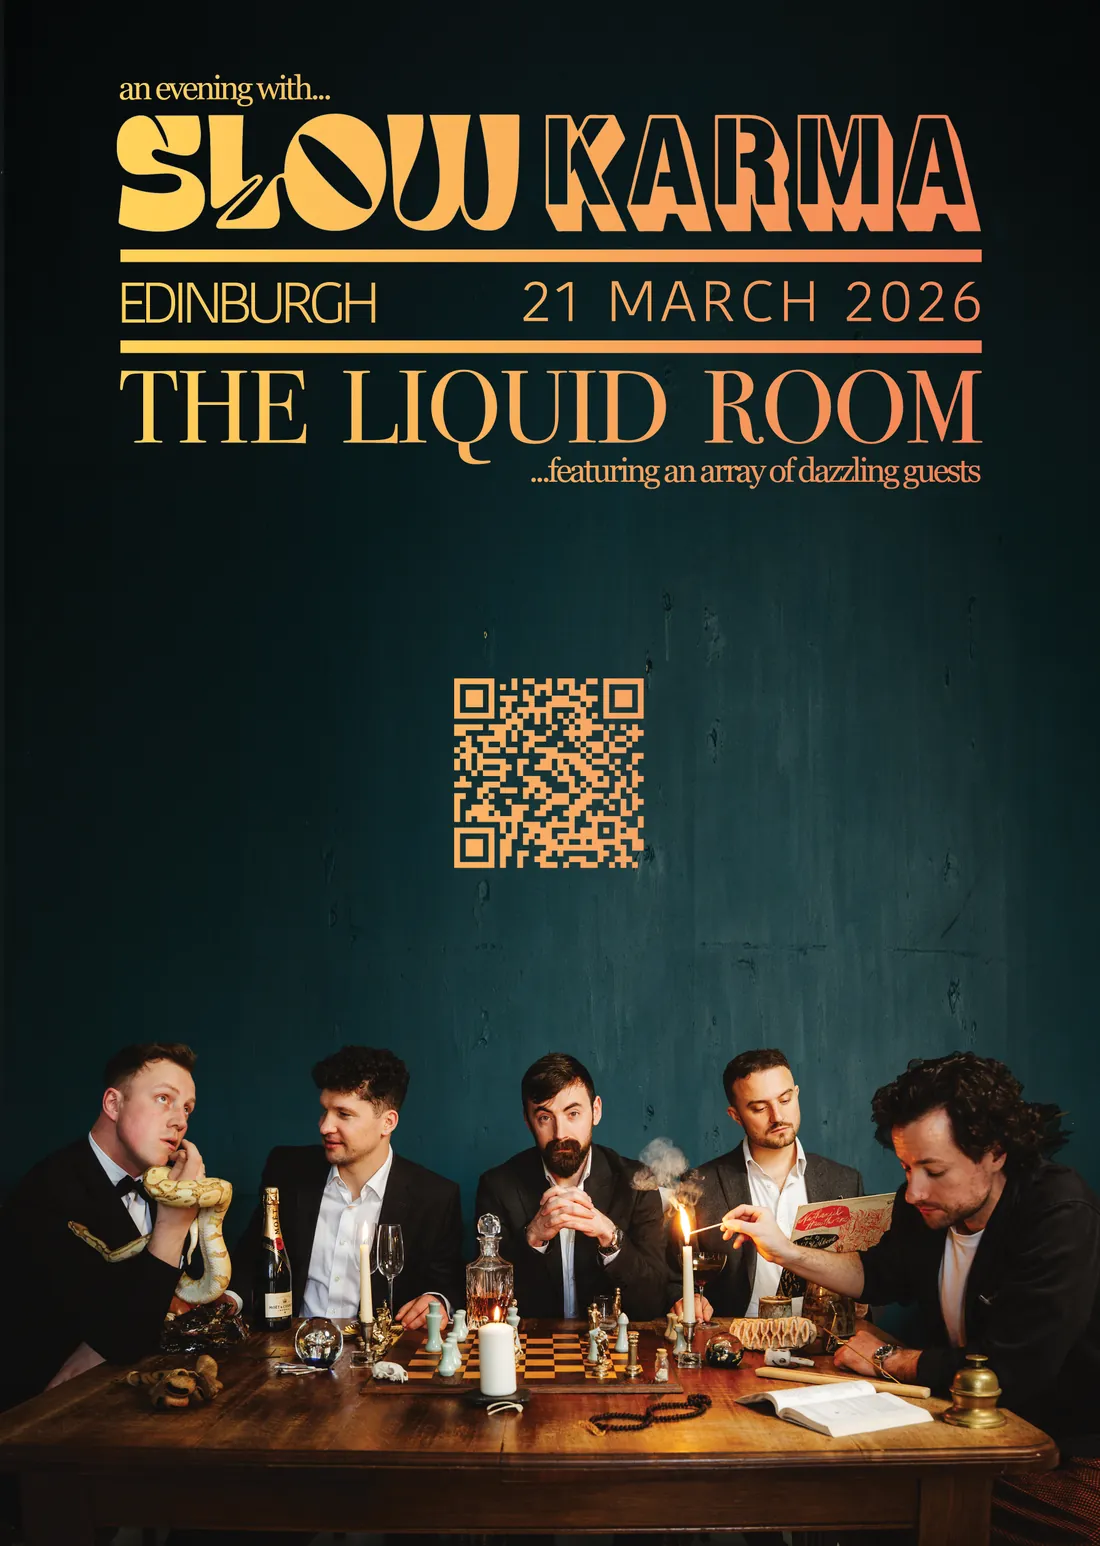 an evening with...
SLOW KARMA
EDINBURGH 21 MARCH 2026
THE LIQUID ROOM
...featuring an array of dazzling guests